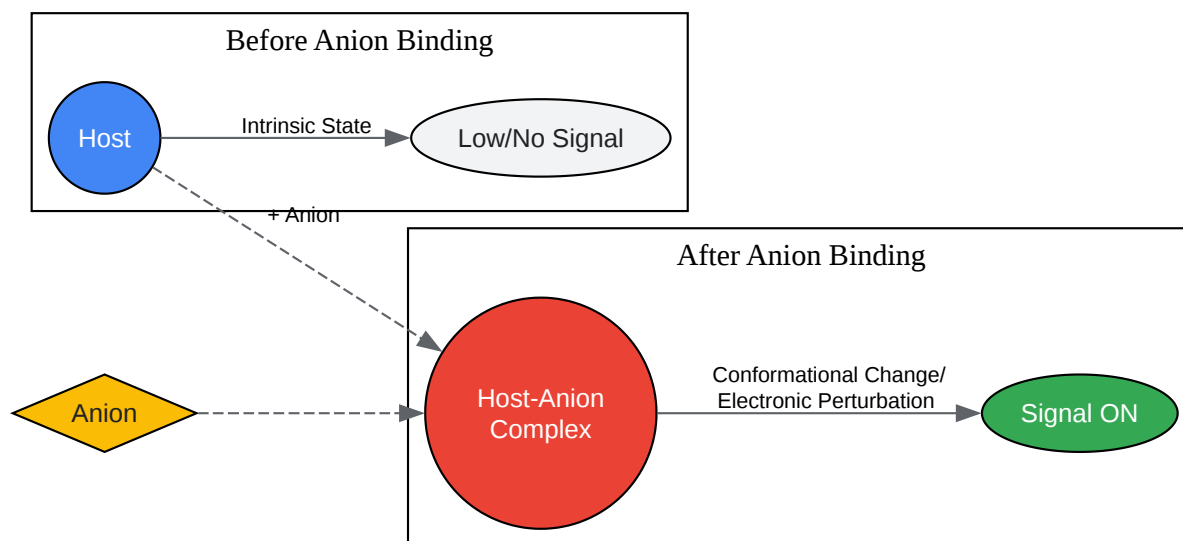 Before Anion Binding
Host
Intrinsic State
Low/No Signal
+ Anion
After Anion Binding
Anion
Host-Anion
Complex
Conformational Change/
Electronic Perturbation
Signal ON